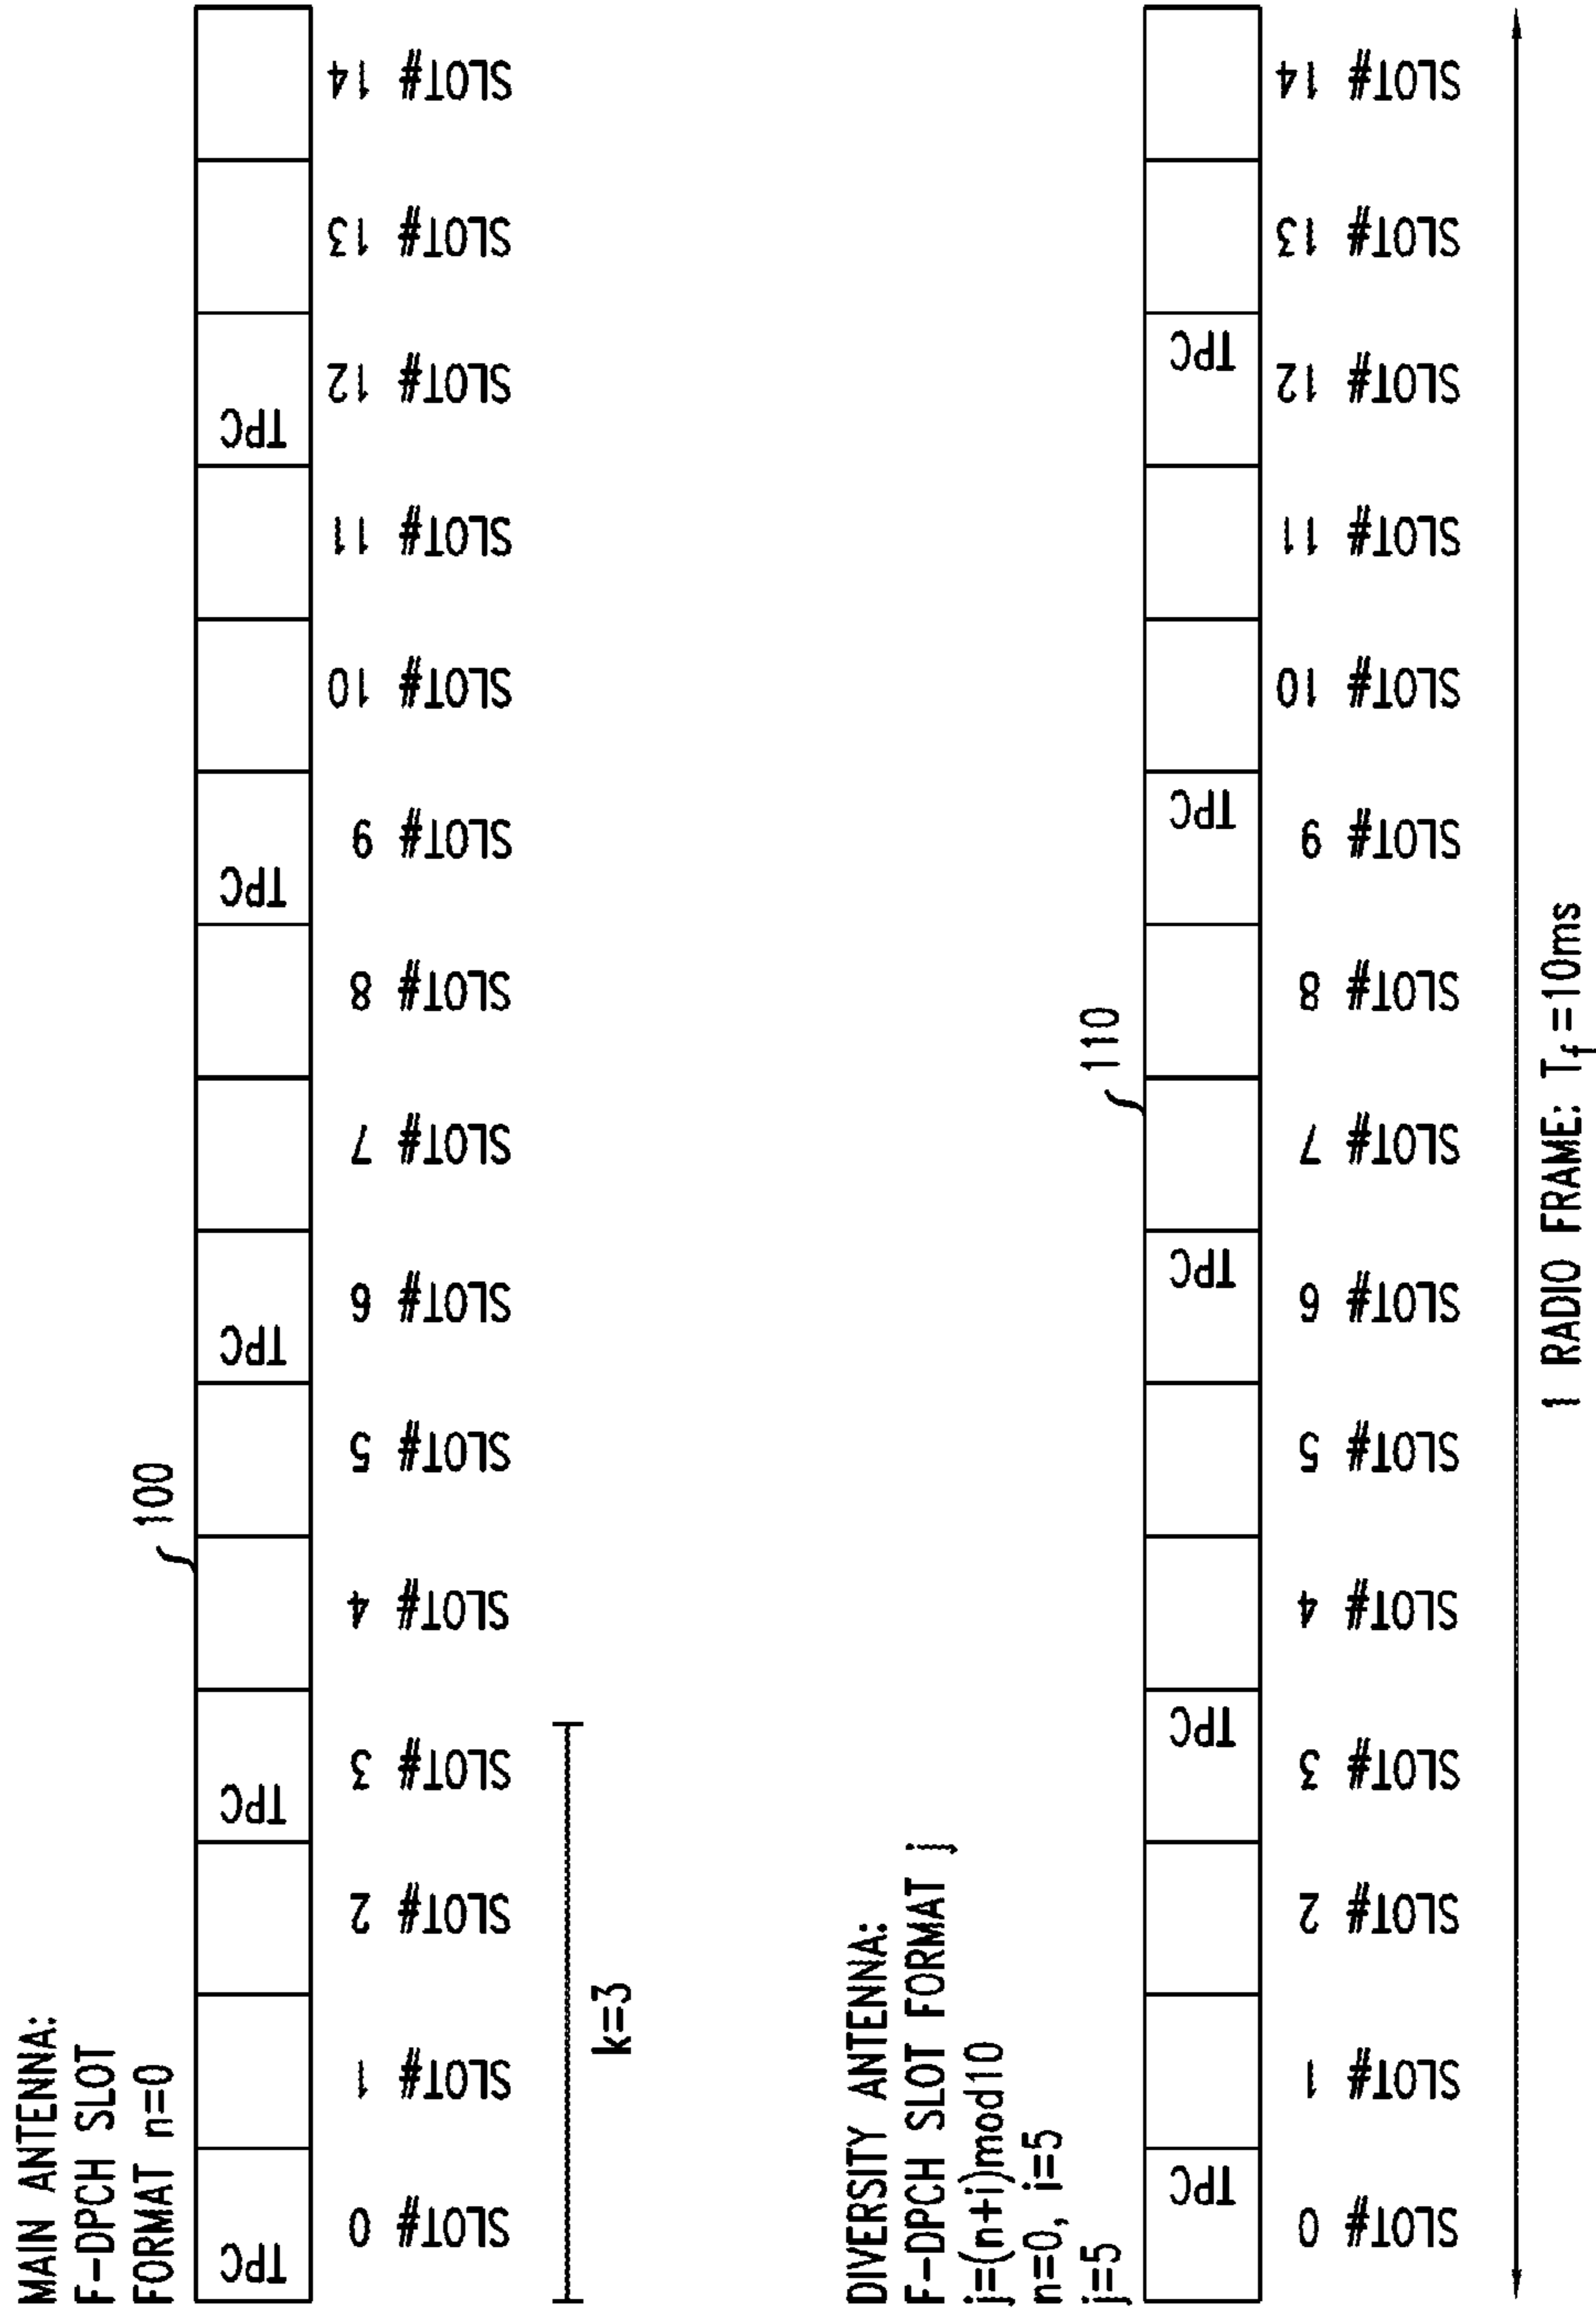 MAIN ANTENNA:
F-DPCH SLOT
FORMAT n=0
100
TPC
TPC
TPC
TPC
TPC
SLOT# 0
SLOT# 1
SLOT# 2
SLOT# 3
SLOT# 4
SLOT# 5
SLOT# 6
SLOT# 7
SLOT# 8
SLOT# 9
SLOT# 10
SLOT# 11
SLOT# 12
SLOT# 13
SLOT# 14
k=3
DIVERSITY ANTENNA:
F-DPCH SLOT FORMAT j
j=(n+i)mod10
n=0, i=5
j=5
110
TPC
TPC
TPC
TPC
TPC
SLOT# 0
SLOT# 1
SLOT# 2
SLOT# 3
SLOT# 4
SLOT# 5
SLOT# 6
SLOT# 7
SLOT# 8
SLOT# 9
SLOT# 10
SLOT# 11
SLOT# 12
SLOT# 13
SLOT# 14
1 RADIO FRAME: Tf=10ms